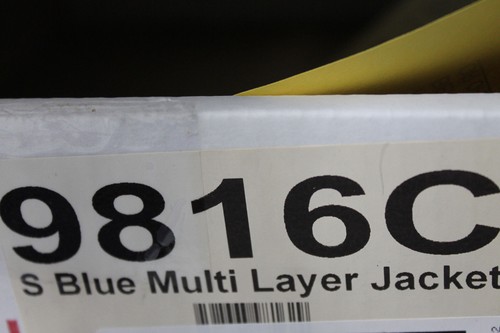 9816C
S Blue Multi Layer Jacket